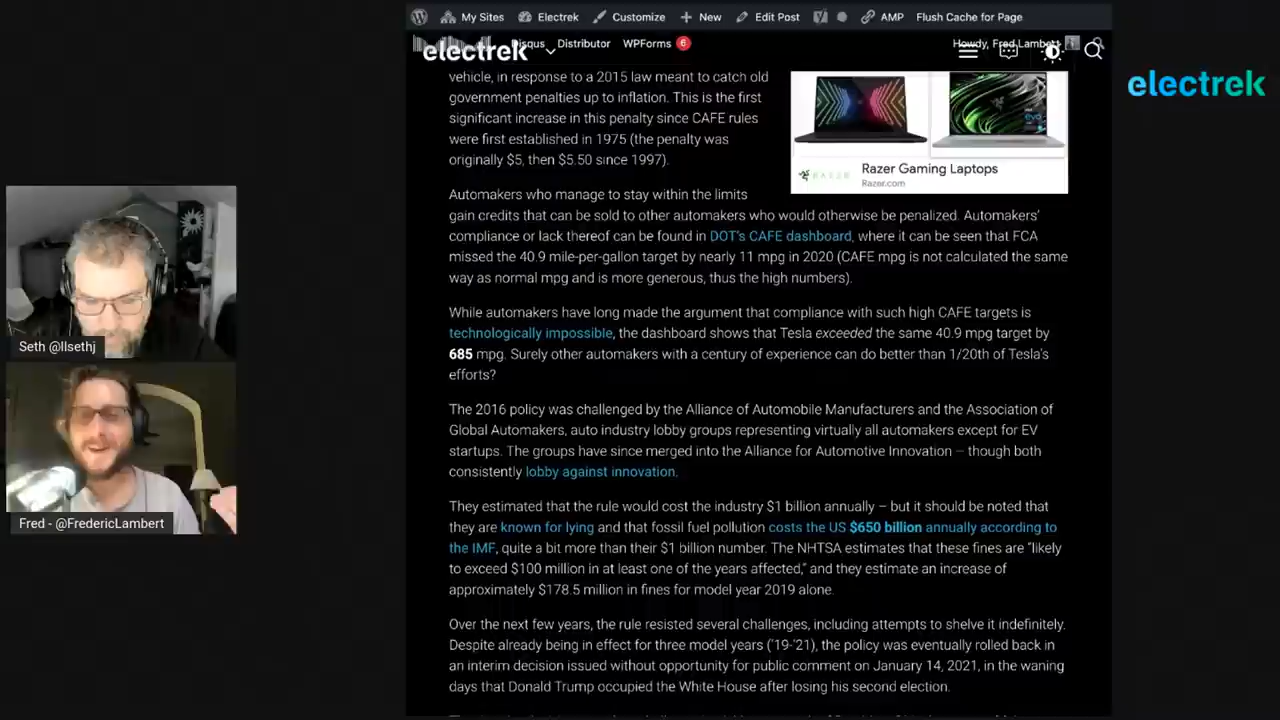 My Sites Electrek Customize New Edit Post AMP Flush Cache for Page
Disqus Distributor WPForms 6 Howdy, Fred Lambert
electrek
electrek
vehicle, in response to a 2015 law meant to catch old
government penalties up to inflation. This is the first
significant increase in this penalty since CAFE rules
were first established in 1975 (the penalty was
originally $5, then $5.50 since 1997).
evo
RAZER
Razer Gaming Laptops
Razer.com
Automakers who manage to stay within the limits
gain credits that can be sold to other automakers who would otherwise be penalized. Automakers'
compliance or lack thereof can be found in DOT's CAFE dashboard, where it can be seen that FCA
missed the 40.9 mile-per-gallon target by nearly 11 mpg in 2020 (CAFE mpg is not calculated the same
way as normal mpg and is more generous, thus the high numbers).
While automakers have long made the argument that compliance with such high CAFE targets is
technologically impossible, the dashboard shows that Tesla exceeded the same 40.9 mpg target by
685 mpg. Surely other automakers with a century of experience can do better than 1/20th of Tesla's
efforts?
The 2016 policy was challenged by the Alliance of Automobile Manufacturers and the Association of
Global Automakers, auto industry lobby groups representing virtually all automakers except for EV
startups. The groups have since merged into the Alliance for Automotive Innovation – though both
consistently lobby against innovation.
They estimated that the rule would cost the industry $1 billion annually – but it should be noted that
they are known for lying and that fossil fuel pollution costs the US $650 billion annually according to
the IMF, quite a bit more than their $1 billion number. The NHTSA estimates that these fines are “likely
to exceed $100 million in at least one of the years affected,” and they estimate an increase of
approximately $178.5 million in fines for model year 2019 alone.
Over the next few years, the rule resisted several challenges, including attempts to shelve it indefinitely.
Despite already being in effect for three model years ('19-'21), the policy was eventually rolled back in
an interim decision issued without opportunity for public comment on January 14, 2021, in the waning
days that Donald Trump occupied the White House after losing his second election.
Seth @llsethj
Fred - @FredericLambert